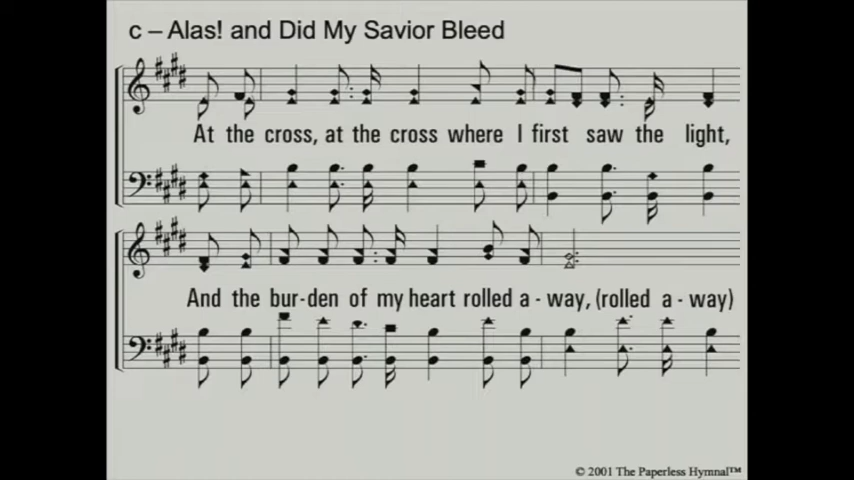 c – Alas! and Did My Savior Bleed
At the cross, at the cross where I first saw the light,
And the bur-den of my heart rolled a - way, (rolled a - way)
© 2001 The Paperless Hymnal™